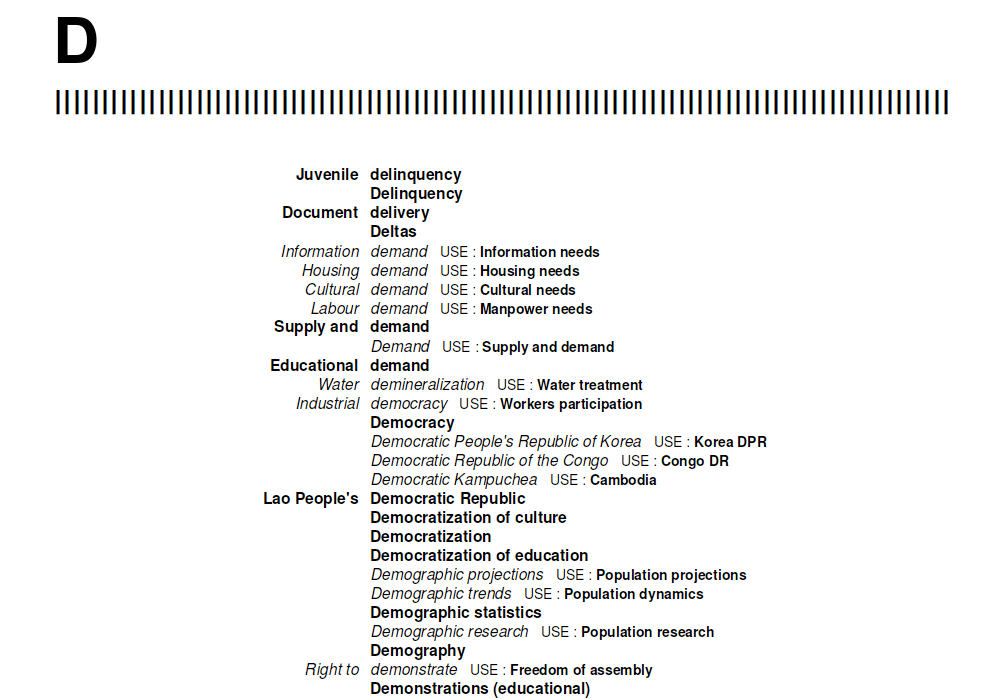 D
Juvenile delinquency
Delinquency
Document delivery
Deltas
Information demand USE : Information needs
Housing demand USE : Housing needs
Cultural demand USE : Cultural needs
Labour demand USE : Manpower needs
Supply and demand
Demand USE : Supply and demand
Educational demand
Water demineralization USE : Water treatment
Industrial democracy USE : Workers participation
Democracy
Democratic People's Republic of Korea USE : Korea DPR
Democratic Republic of the Congo USE : Congo DR
Democratic Kampuchea USE : Cambodia
Lao People's Democratic Republic
Democratization of culture
Democratization
Democratization of education
Demographic projections USE : Population projections
Demographic trends USE : Population dynamics
Demographic statistics
Demographic research USE : Population research
Demography
Right to demonstrate USE : Freedom of assembly
Demonstrations (educational)